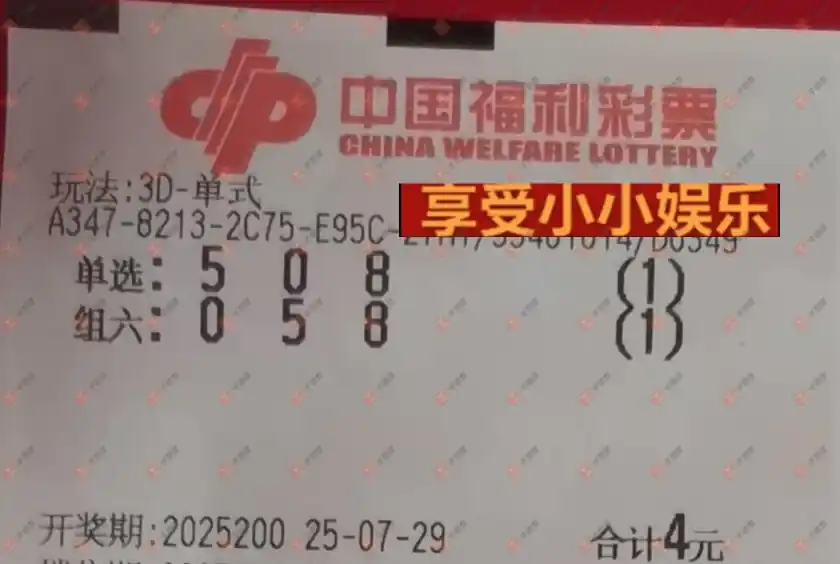 中国福利彩票
CHINA WELFARE LOTTERY
玩法:3D-单式
享受小小娱乐
A347-8213-2C75-E95C-
单选: 5 0 8 (1)
组六: 0 5 8 (1)
开奖期:2025200 25-07-29 合计4元